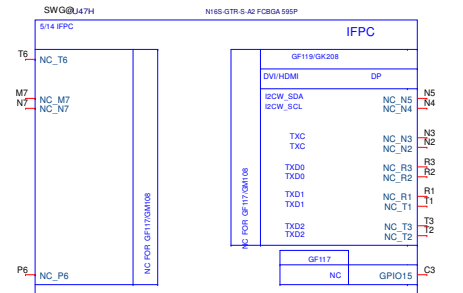 SWG@U47H
N16S-GTR-S-A2 FCBGA 595P
5/14 IFPC
IFPC
GF119/GK208
DVI/HDMI DP
T6 NC_T6
M7 NC_M7
N7 NC_N7
I2CW_SDA NC_N5 N5
I2CW_SCL NC_N4 N4
TXC NC_N3 N3
TXC NC_N2 N2
TXD0 NC_R3 R3
TXD0 NC_R2 R2
TXD1 NC_R1 R1
TXD1 NC_T1 T1
TXD2 NC_T3 T3
TXD2 NC_T2 T2
NC FOR GF117/GM108
NC FOR GF117/GM108
GF117
NC GPIO15 C3
P6 NC_P6